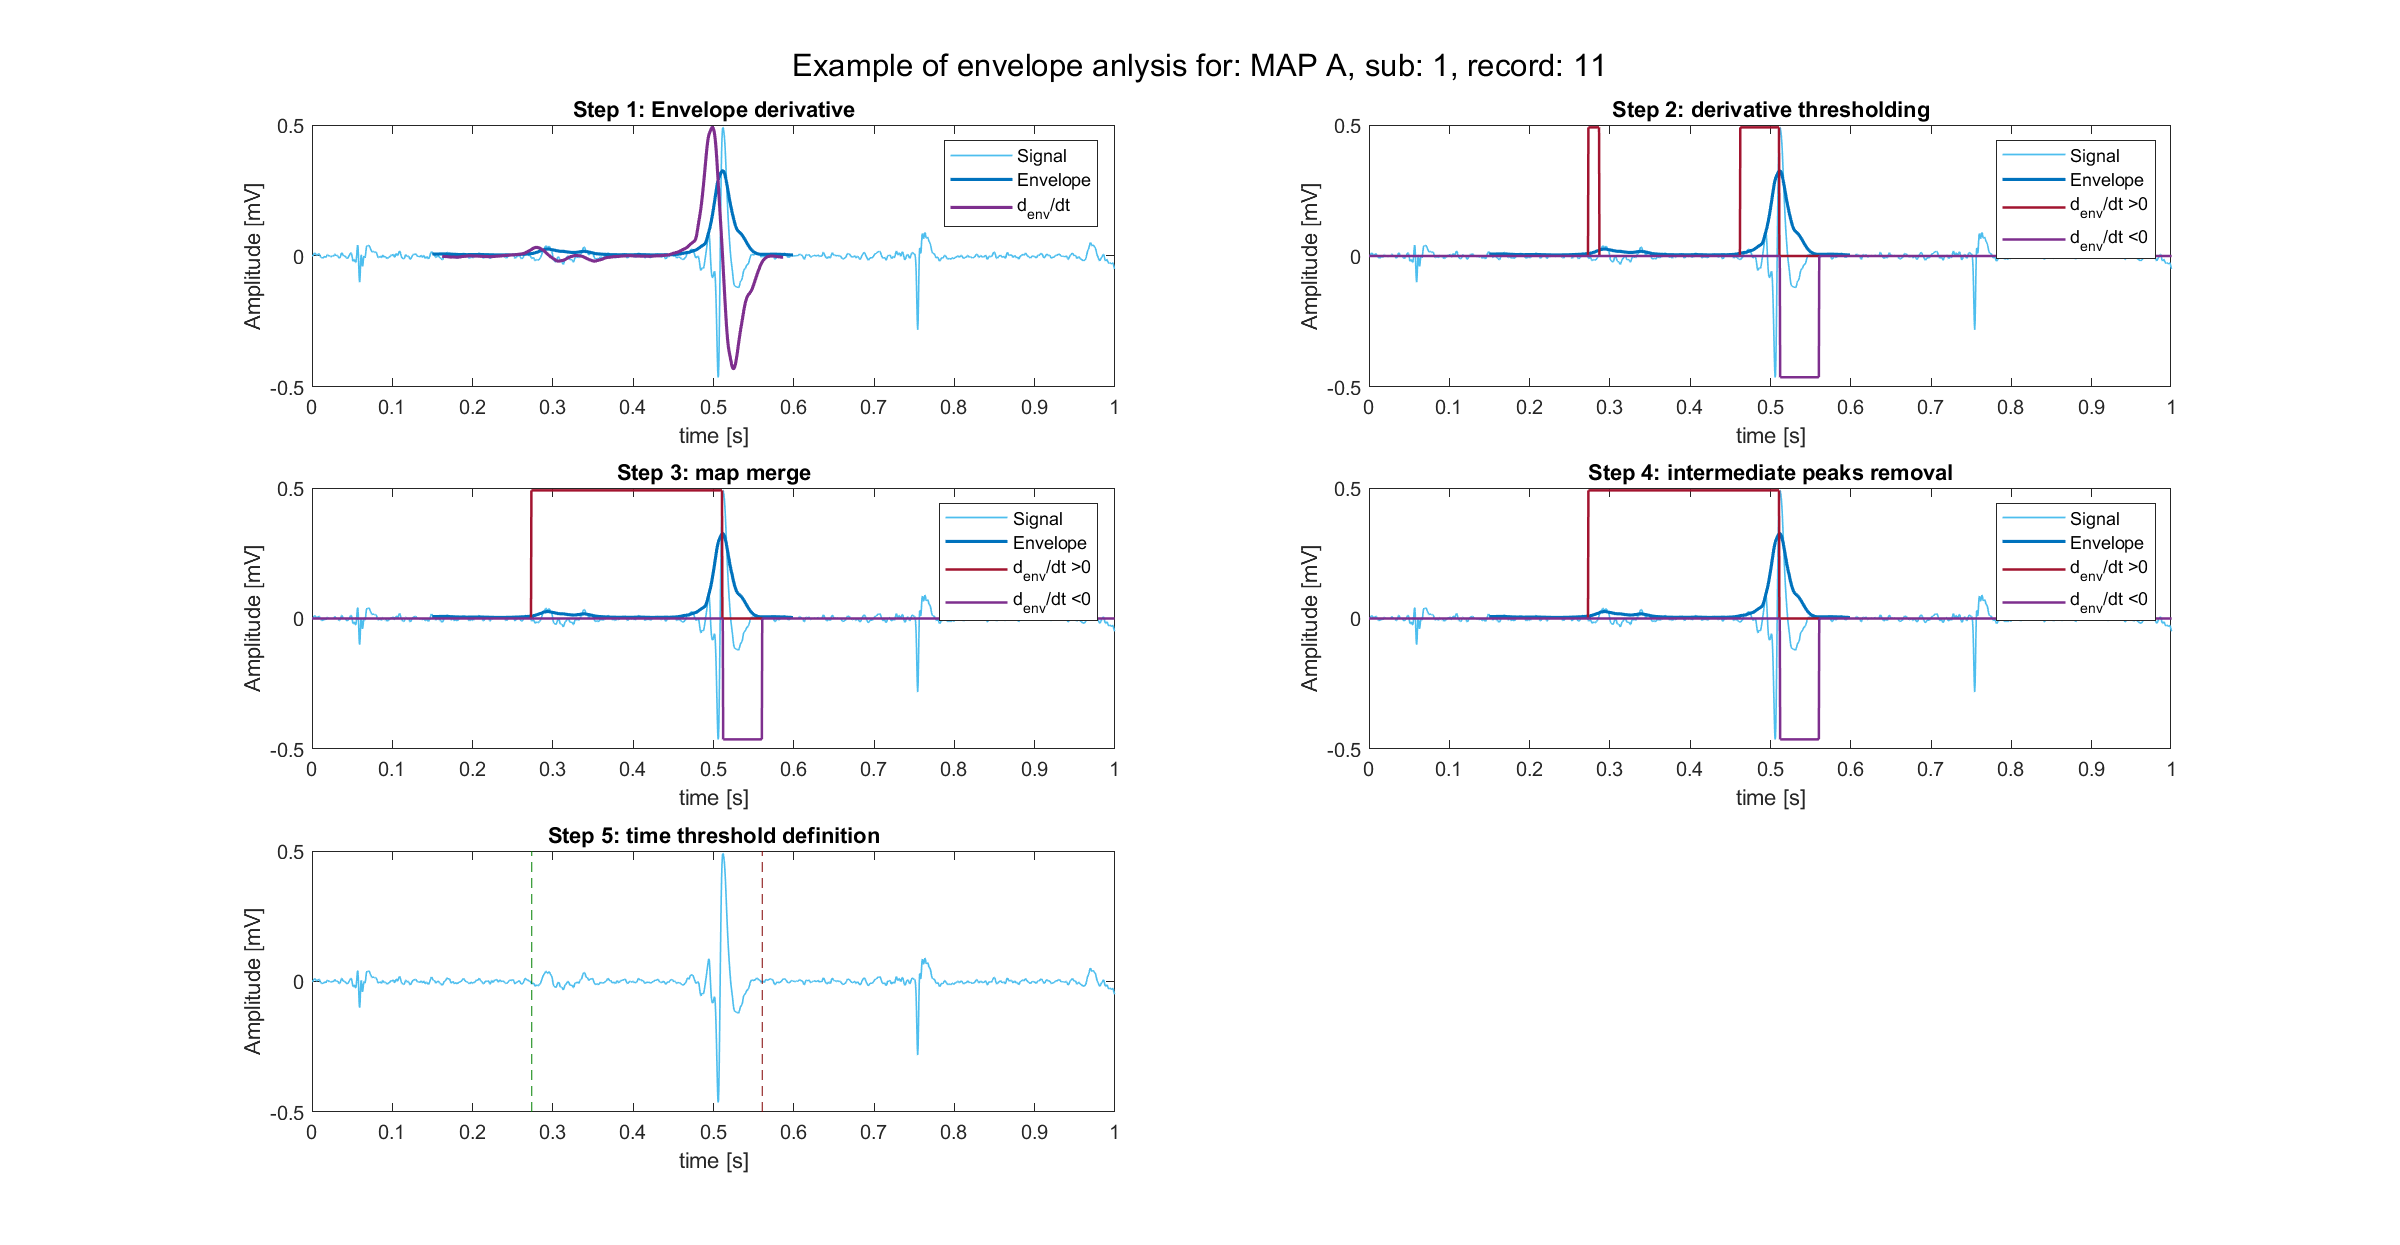 Example of envelope anlysis for: MAP A, sub: 1, record: 11
Step 1: Envelope derivative
0.5
0
-0.5
Amplitude [mV]
0 0.1 0.2 0.3 0.4 0.5 0.6 0.7 0.8 0.9 1
time [s]
Signal
Envelope
d_env/dt
Step 2: derivative thresholding
0.5
0
-0.5
Amplitude [mV]
0 0.1 0.2 0.3 0.4 0.5 0.6 0.7 0.8 0.9 1
time [s]
Signal
Envelope
d_env/dt >0
d_env/dt <0
Step 3: map merge
0.5
0
-0.5
Amplitude [mV]
0 0.1 0.2 0.3 0.4 0.5 0.6 0.7 0.8 0.9 1
time [s]
Signal
Envelope
d_env/dt >0
d_env/dt <0
Step 4: intermediate peaks removal
0.5
0
-0.5
Amplitude [mV]
0 0.1 0.2 0.3 0.4 0.5 0.6 0.7 0.8 0.9 1
time [s]
Signal
Envelope
d_env/dt >0
d_env/dt <0
Step 5: time threshold definition
0.5
0
-0.5
Amplitude [mV]
0 0.1 0.2 0.3 0.4 0.5 0.6 0.7 0.8 0.9 1
time [s]